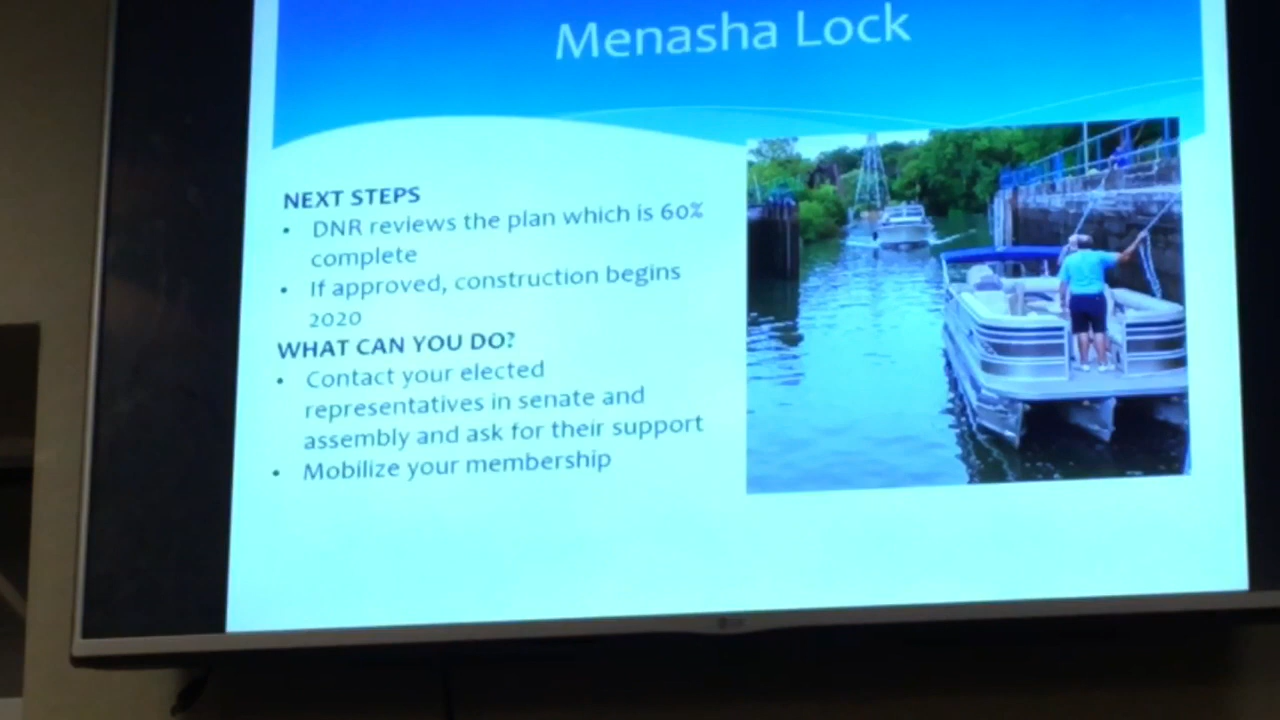 Menasha Lock
NEXT STEPS
• DNR reviews the plan which is 60%
complete
• If approved, construction begins
2020
WHAT CAN YOU DO?
• Contact your elected
representatives in senate and
assembly and ask for their support
• Mobilize your membership